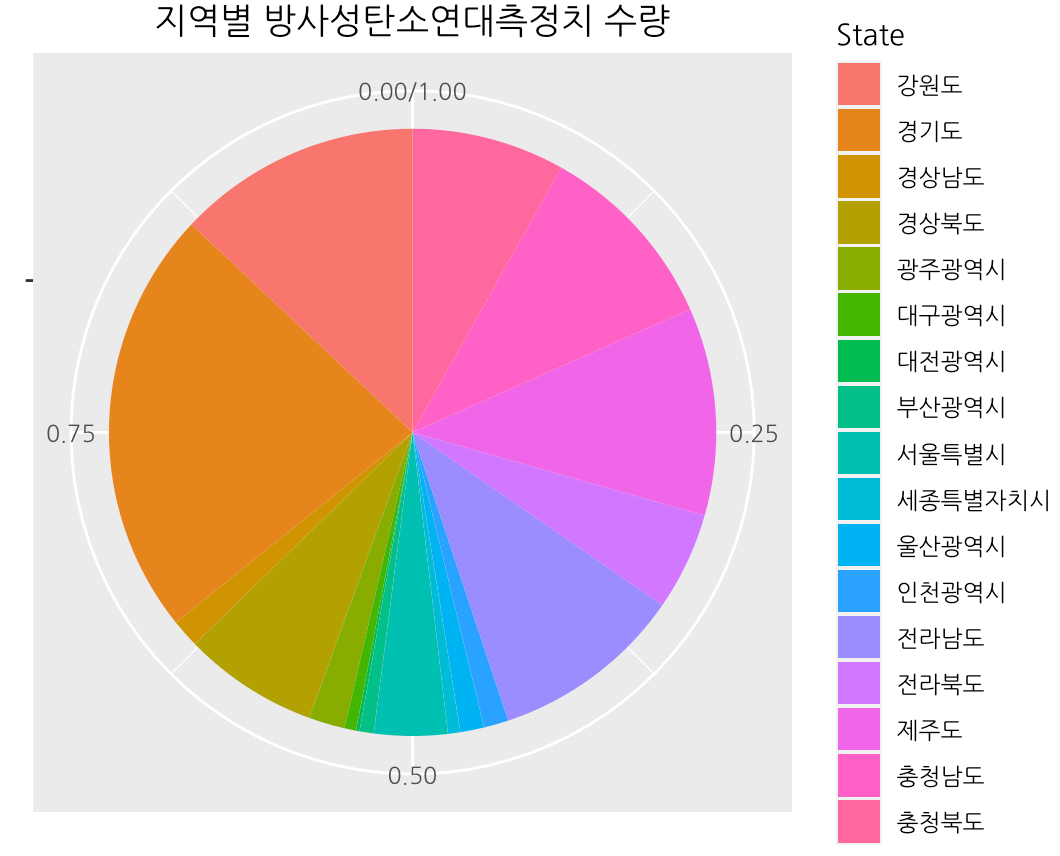 지역별 방사성탄소연대측정치 수량
0.00/1.00
0.75
0.25
0.50
State
강원도
경기도
경상남도
경상북도
광주광역시
대구광역시
대전광역시
부산광역시
서울특별시
세종특별자치시
울산광역시
인천광역시
전라남도
전라북도
제주도
충청남도
충청북도